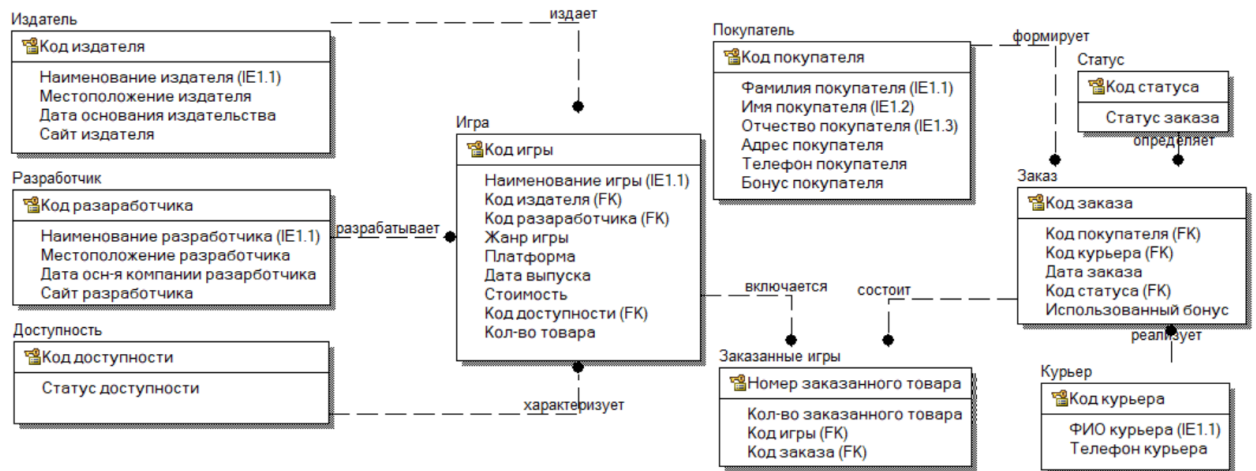 Издатель
Код издателя
Наименование издателя (IE1.1)
Местоположение издателя
Дата основания издательства
Сайт издателя
издает
Разработчик
Код разаработчика
Наименование разработчика (IE1.1)
Местоположение разработчика
Дата осн-я компании разарботчика
Сайт разработчика
разрабатывает
Доступность
Код доступности
Статус доступности
характеризует
Игра
Код игры
Наименование игры (IE1.1)
Код издателя (FK)
Код разаработчика (FK)
Жанр игры
Платформа
Дата выпуска
Стоимость
Код доступности (FK)
Кол-во товара
включается
Покупатель
Код покупателя
Фамилия покупателя (IE1.1)
Имя покупателя (IE1.2)
Отчество покупателя (IE1.3)
Адрес покупателя
Телефон покупателя
Бонус покупателя
формирует
Статус
Код статуса
Статус заказа
определяет
Заказ
Код заказа
Код покупателя (FK)
Код курьера (FK)
Дата заказа
Код статуса (FK)
Использованный бонус
состоит
реализует
Заказанные игры
Номер заказанного товара
Кол-во заказанного товара
Код игры (FK)
Код заказа (FK)
Курьер
Код курьера
ФИО курьера (IE1.1)
Телефон курьера